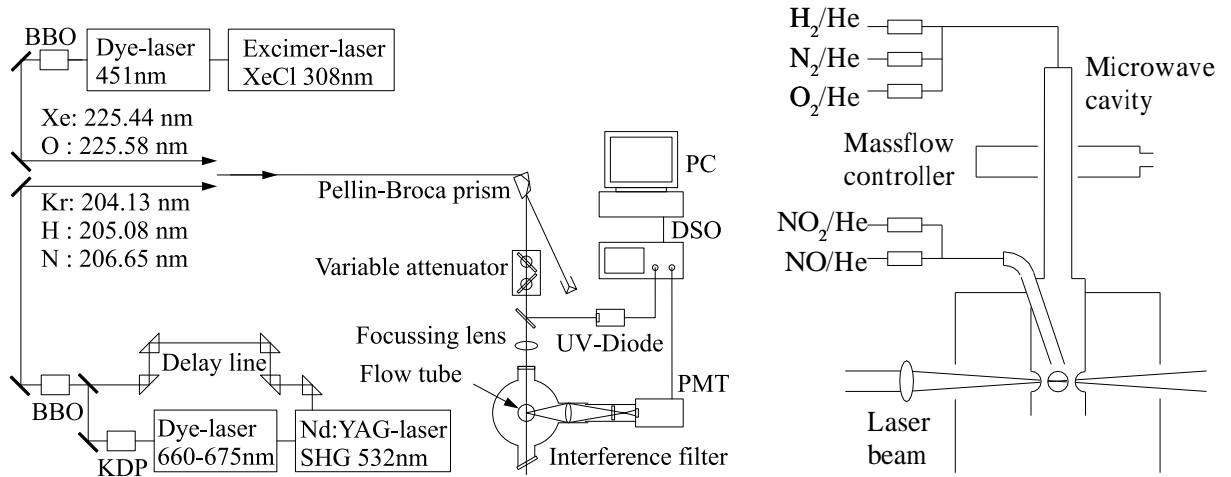 BBO
Dye-laser
451nm
Excimer-laser
XeCl 308nm
Xe: 225.44 nm
O : 225.58 nm
Kr: 204.13 nm
H : 205.08 nm
N : 206.65 nm
Pellin-Broca prism
PC
DSO
Variable attenuator
UV-Diode
Focussing lens
Flow tube
PMT
Interference filter
Delay line
BBO
KDP
Dye-laser
660-675nm
Nd:YAG-laser
SHG 532nm
H₂/He
N₂/He
O₂/He
Microwave
cavity
Massflow
controller
NO₂/He
NO/He
Laser
beam